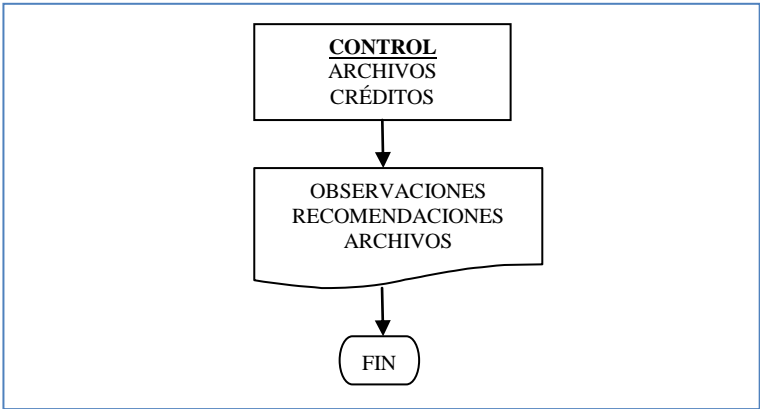 CONTROL
ARCHIVOS
CRÉDITOS
OBSERVACIONES
RECOMENDACIONES
ARCHIVOS
FIN